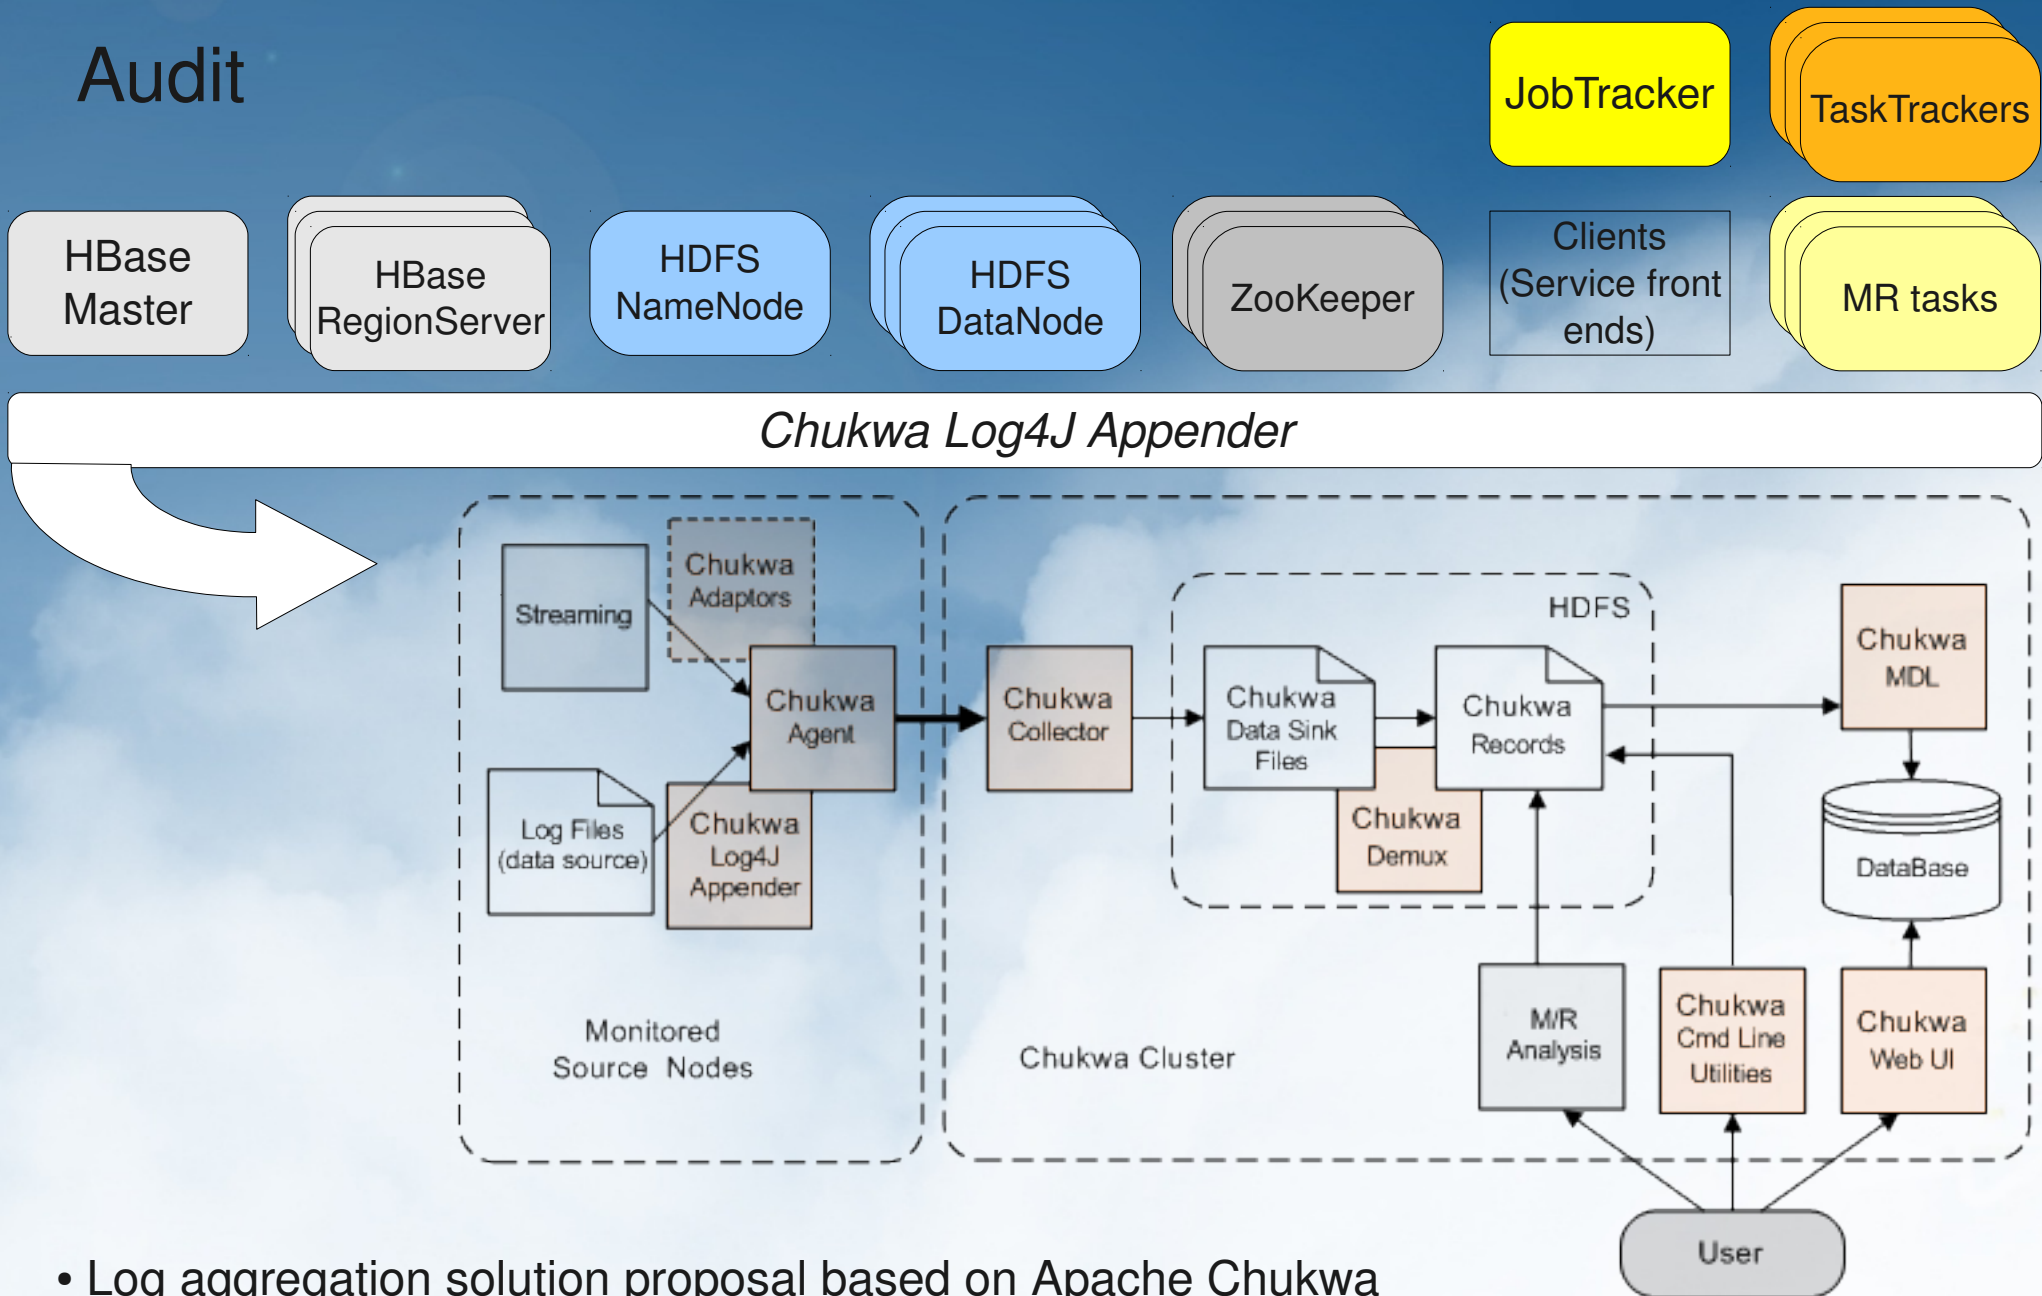 Audit
JobTracker
TaskTrackers
HBase
Master
HBase
RegionServer
HDFS
NameNode
HDFS
DataNode
ZooKeeper
Clients
(Service front
ends)
MR tasks
Chukwa Log4J Appender
Streaming
Chukwa
Adaptors
Chukwa
Agent
Log Files
(data source)
Chukwa
Log4J
Appender
Monitored
Source Nodes
Chukwa
Collector
HDFS
Chukwa
Data Sink
Files
Chukwa
Records
Chukwa
Demux
Chukwa
MDL
DataBase
Chukwa Cluster
M/R
Analysis
Chukwa
Cmd Line
Utilities
Chukwa
Web UI
User
• Log aggregation solution proposal based on Apache Chukwa